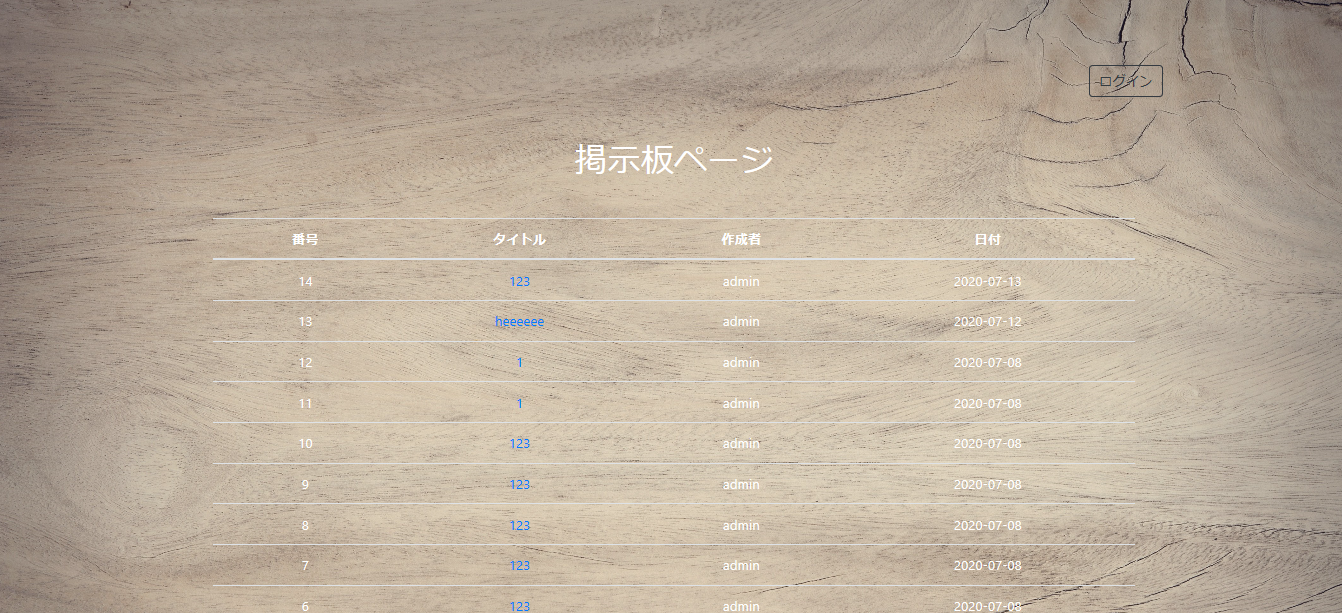 ログイン
掲示板ページ
番号 タイトル 作成者 日付
14 123 admin 2020-07-13
13 heeeeee admin 2020-07-12
12 1 admin 2020-07-08
11 1 admin 2020-07-08
10 123 admin 2020-07-08
9 123 admin 2020-07-08
8 123 admin 2020-07-08
7 123 admin 2020-07-08
6 123 admin 2020-07-08